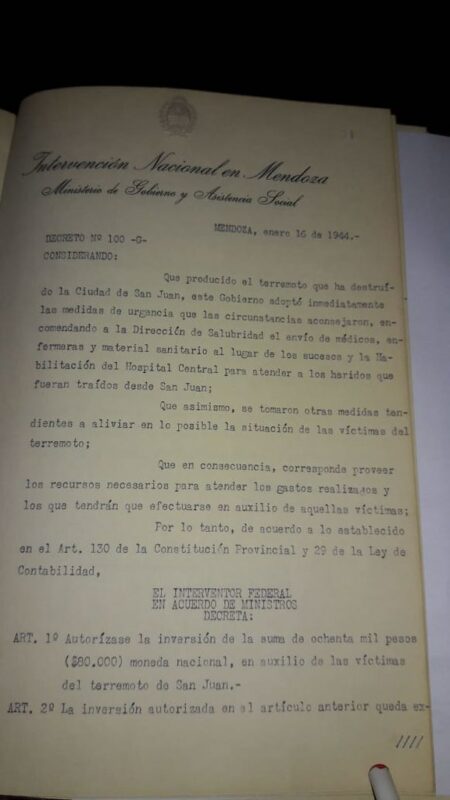 31
Intervención Nacional en Mendoza
Ministerio de Gobierno y Asistencia Social
MENDOZA, enero 16 de 1944.-
DECRETO Nº 100 -G-
CONSIDERANDO:
Que producido el terremoto que ha destruí-
do la Ciudad de San Juan, este Gobierno adoptó inmediatamente
las medidas de urgencia que las circunstancias aconsejaron, en-
comendando a la Dirección de Salubridad el envío de médicos, en-
fermeras y material sanitario al lugar de los sucesos y la Ha-
bilitación del Hospital Central para atender a los heridos que
fueran traídos desde San Juan;
Que asimismo, se tomaron otras medidas ten-
dientes a aliviar en lo posible la situación de las víctimas del
terremoto;
Que en consecuencia, corresponde proveer
los recursos necesarios para atender los gastos realizados y
los que tendrán que efectuarse en auxilio de aquellas víctimas;
Por lo tanto, de acuerdo a lo establecido
en el Art. 130 de la Constitución Provincial y 29 de la Ley de
Contabilidad,
EL INTERVENTOR FEDERAL
EN ACUERDO DE MINISTROS
DECRETA:
ART. 1º Autorízase la inversión de la suma de ochenta mil pesos
($80.000) moneda nacional, en auxilio de las víctimas
del terremoto de San Juan.-
ART. 2º La inversión autorizada en el artículo anterior queda ex-
////